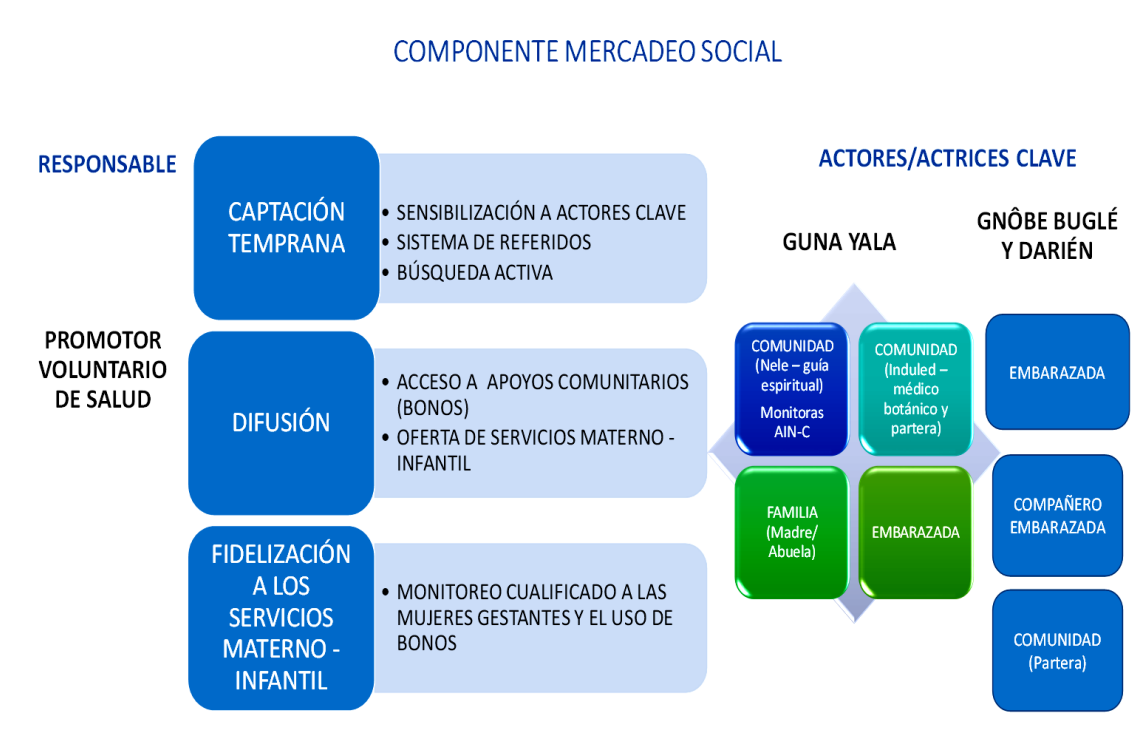 COMPONENTE MERCADEO SOCIAL
RESPONSABLE
PROMOTOR
VOLUNTARIO
DE SALUD
CAPTACIÓN
TEMPRANA
• SENSIBILIZACIÓN A ACTORES CLAVE
• SISTEMA DE REFERIDOS
• BÚSQUEDA ACTIVA
DIFUSIÓN
• ACCESO A APOYOS COMUNITARIOS
(BONOS)
• OFERTA DE SERVICIOS MATERNO -
INFANTIL
FIDELIZACIÓN
A LOS
SERVICIOS
MATERNO -
INFANTIL
• MONITOREO CUALIFICADO A LAS
MUJERES GESTANTES Y EL USO DE
BONOS
ACTORES/ACTRICES CLAVE
GUNA YALA
COMUNIDAD
(Nele – guía
espiritual)
Monitoras
AIN-C
COMUNIDAD
(Induled –
médico
botánico y
partera)
FAMILIA
(Madre/
Abuela)
EMBARAZADA
GNÔBE BUGLÉ
Y DARIÉN
EMBARAZADA
COMPAÑERO
EMBARAZADA
COMUNIDAD
(Partera)